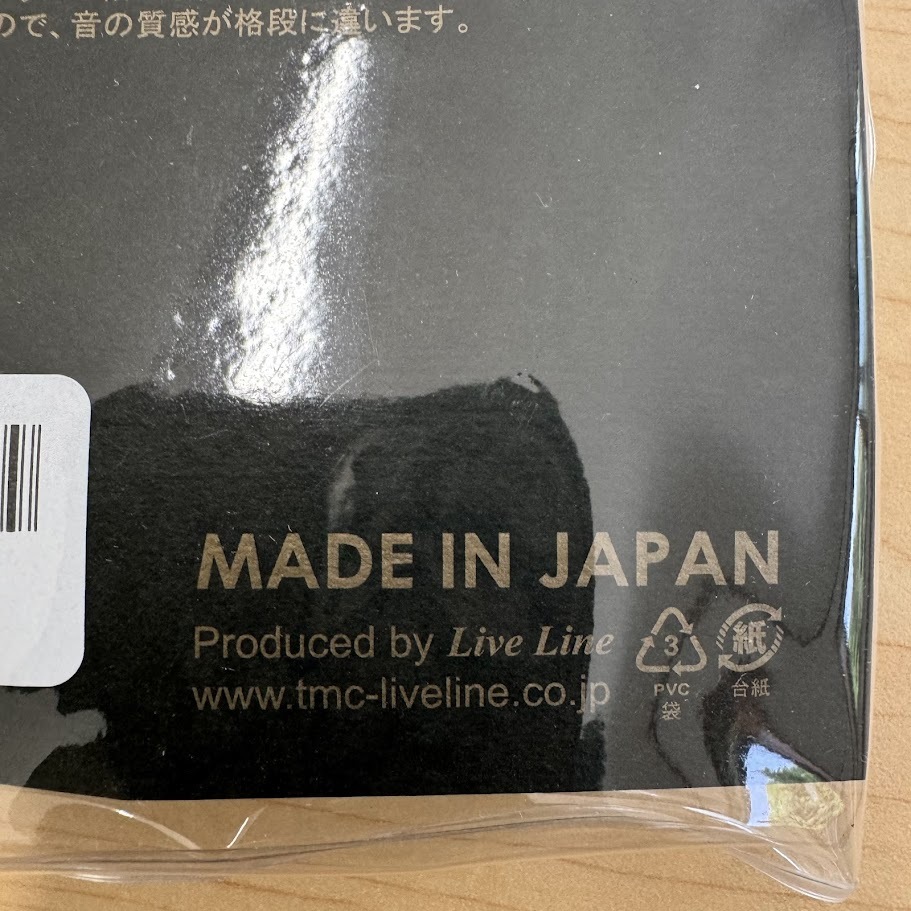 ので、音の質感が格段に違います。
MADE IN JAPAN
Produced by Live Line
www.tmc-liveline.co.jp
3
PVC
袋
紙
台紙